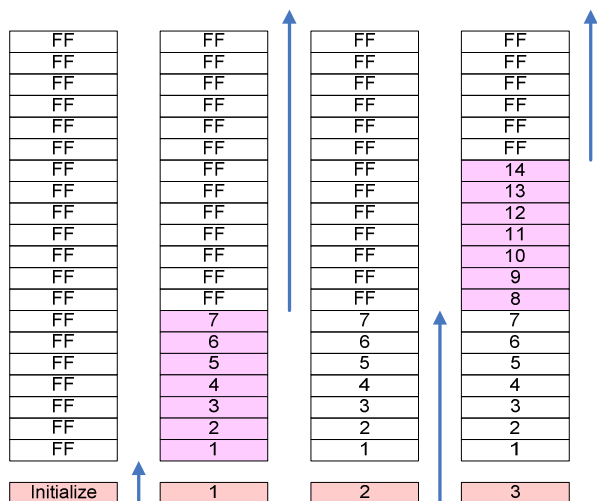 FF FF FF FF
FF FF FF FF
FF FF FF FF
FF FF FF FF
FF FF FF FF
FF FF FF FF
FF FF FF 14
FF FF FF 13
FF FF FF 12
FF FF FF 11
FF FF FF 10
FF FF FF 9
FF FF FF 8
FF 7 7 7
FF 6 6 6
FF 5 5 5
FF 4 4 4
FF 3 3 3
FF 2 2 2
FF 1 1 1
Initialize 1 2 3